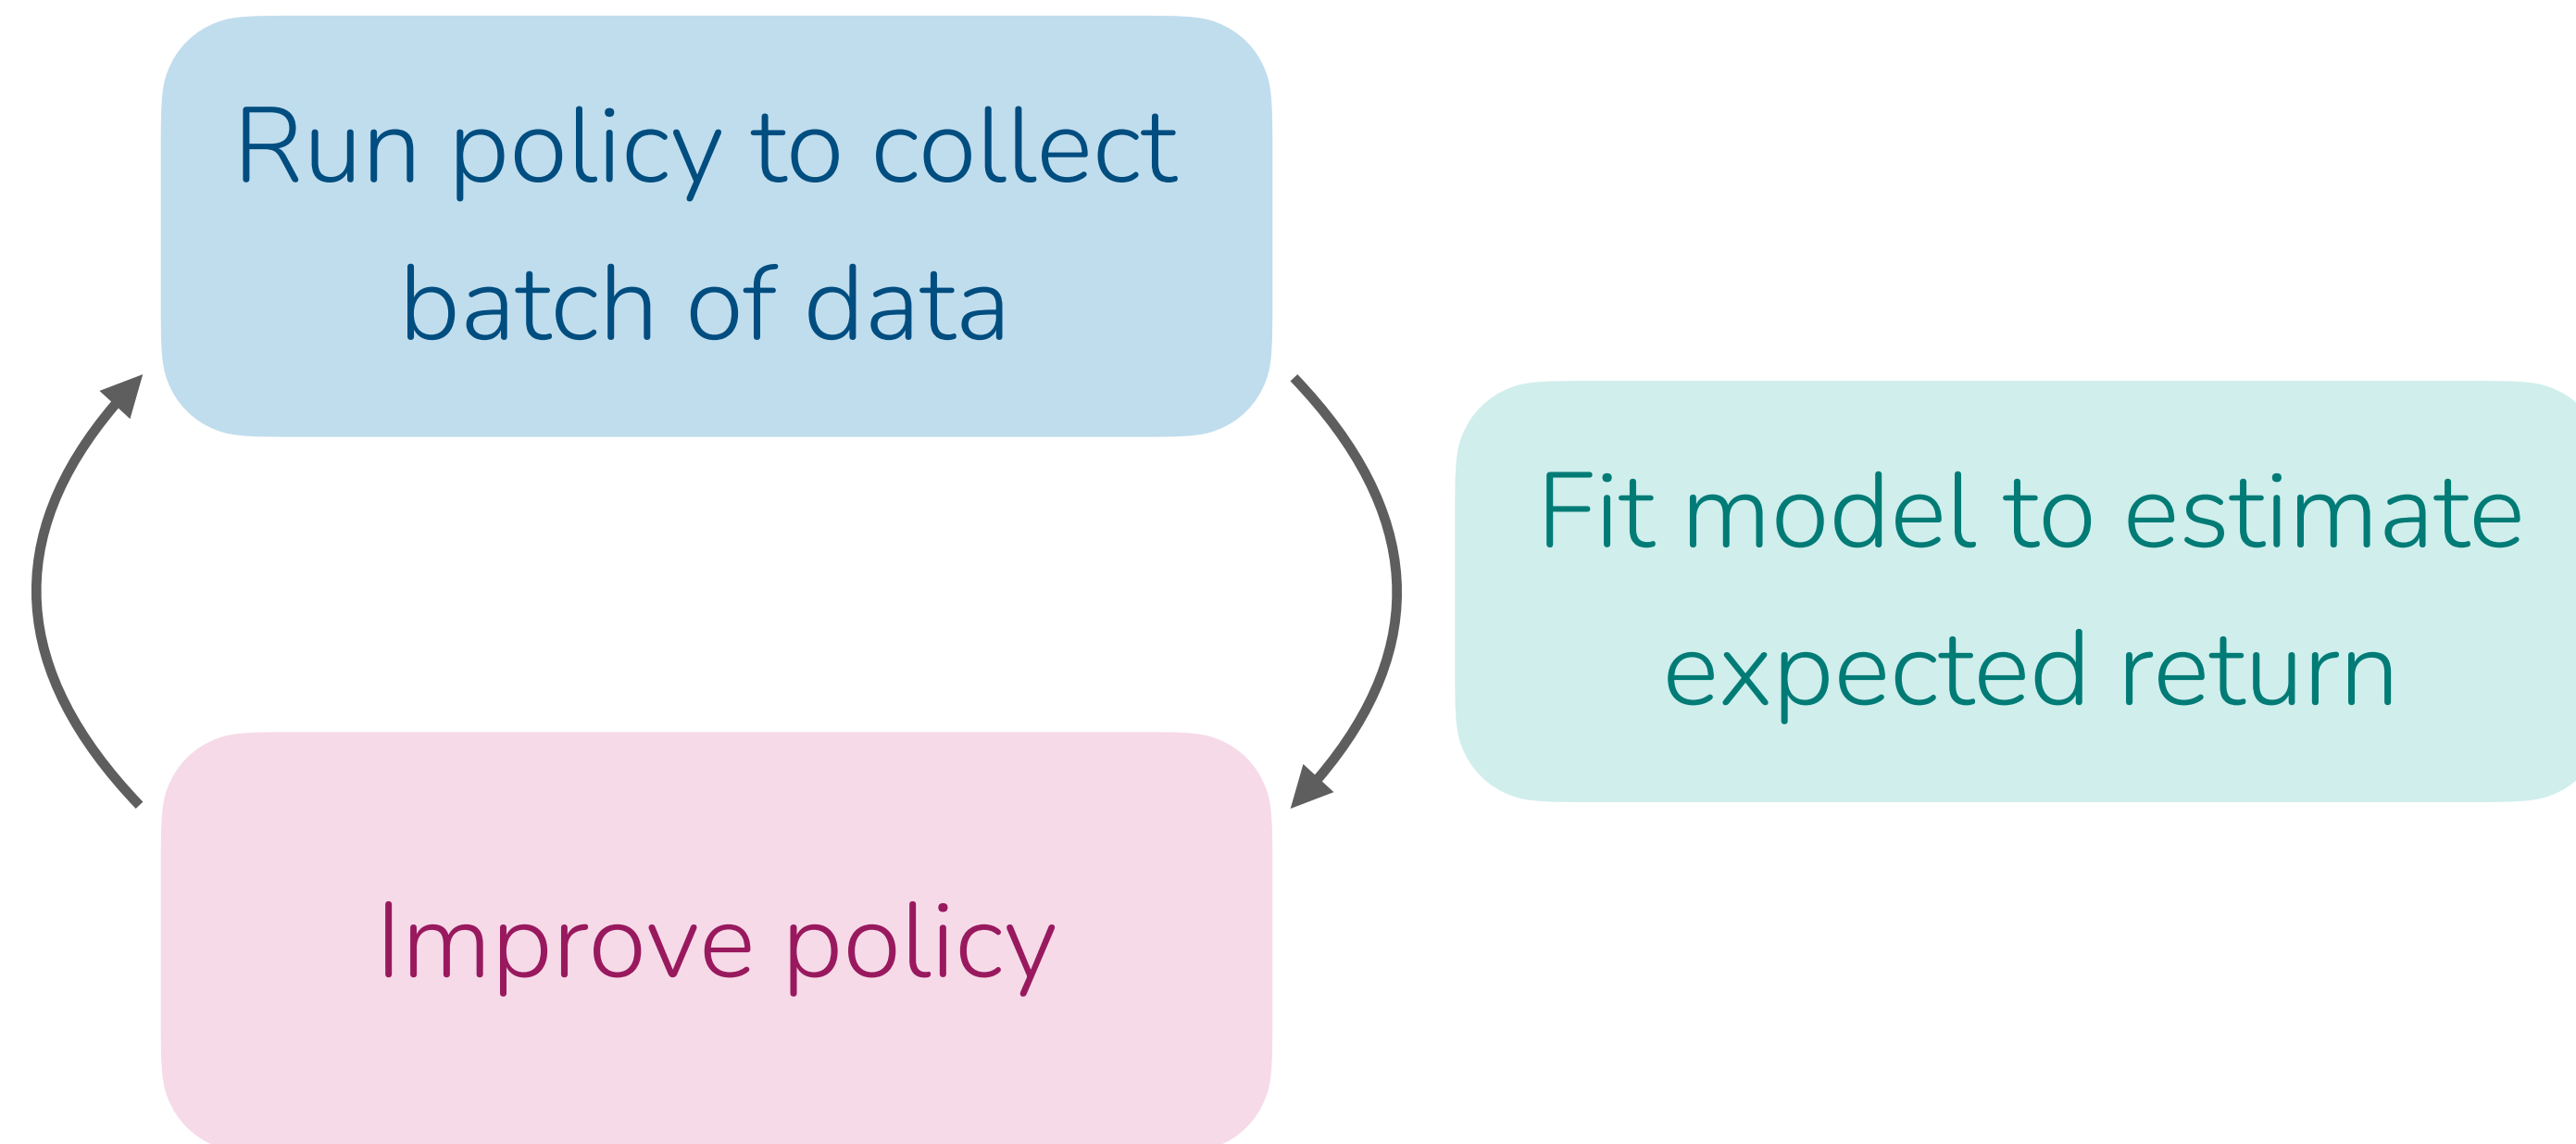 Run policy to collect
batch of data
Fit model to estimate
expected return
Improve policy